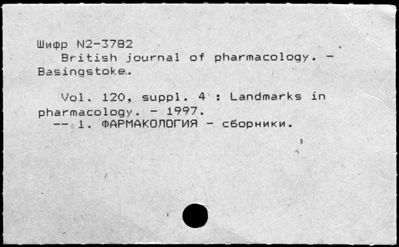 Шифр N2-3782
British journal of pharmacology. -
Basingstoke.
Vol. 120, suppl. 4 : Landmarks in
pharmacology. - 1997.
-- 1. ФАРМАКОЛОГИЯ - сборники.